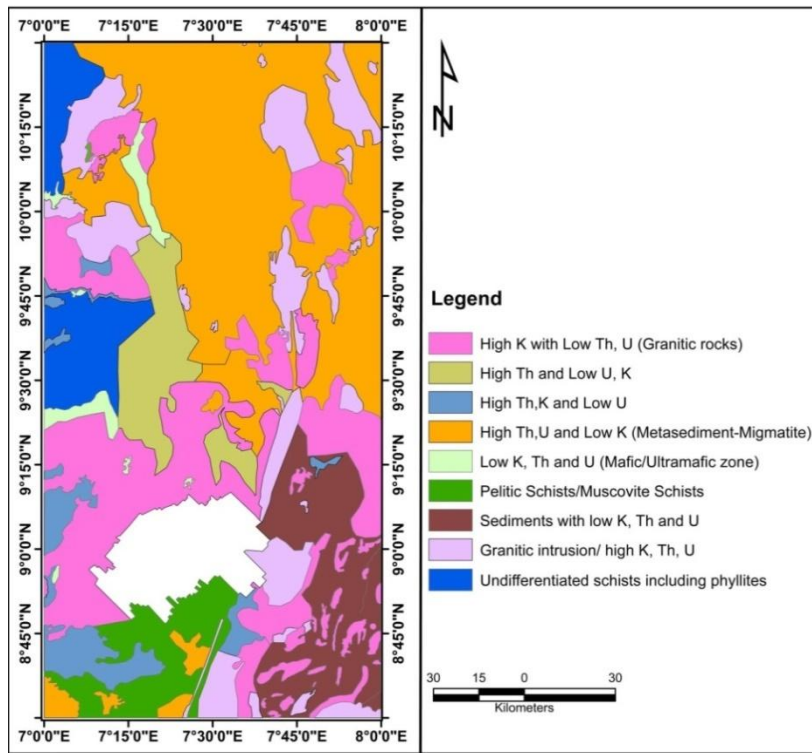 7°0'0"E 7°15'0"E 7°30'0"E 7°45'0"E 8°0'0"E
10°15'0"N 10°15'0"N
10°0'0"N 10°0'0"N
9°45'0"N 9°45'0"N
9°30'0"N 9°30'0"N
9°15'0"N 9°15'0"N
9°0'0"N 9°0'0"N
8°45'0"N 8°45'0"N
7°0'0"E 7°15'0"E 7°30'0"E 7°45'0"E 8°0'0"E
N
Legend
High K with Low Th, U (Granitic rocks)
High Th and Low U, K
High Th,K and Low U
High Th,U and Low K (Metasediment-Migmatite)
Low K, Th and U (Mafic/Ultramafic zone)
Pelitic Schists/Muscovite Schists
Sediments with low K, Th and U
Granitic intrusion/ high K, Th, U
Undifferentiated schists including phyllites
30 15 0 30
Kilometers